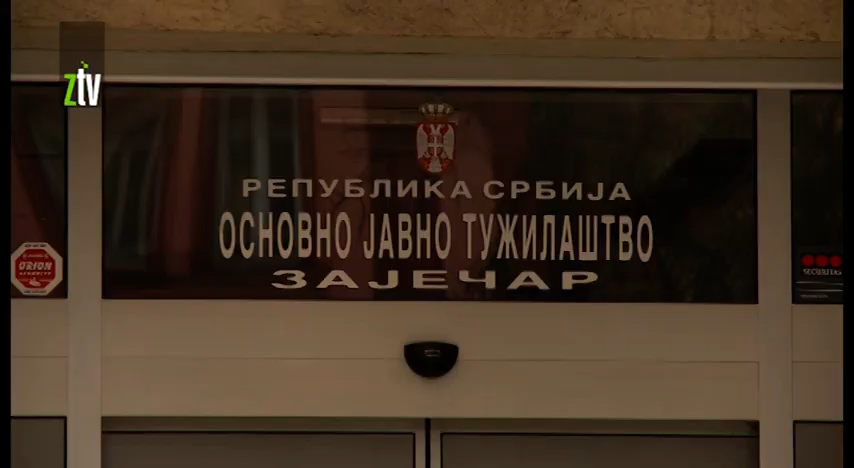 ztv
РЕПУБЛИКА СРБИЈА
ОСНОВНО ЈАВНО ТУЖИЛАШТВО
ЗАЈЕЧАР
ORION
SECURITAS